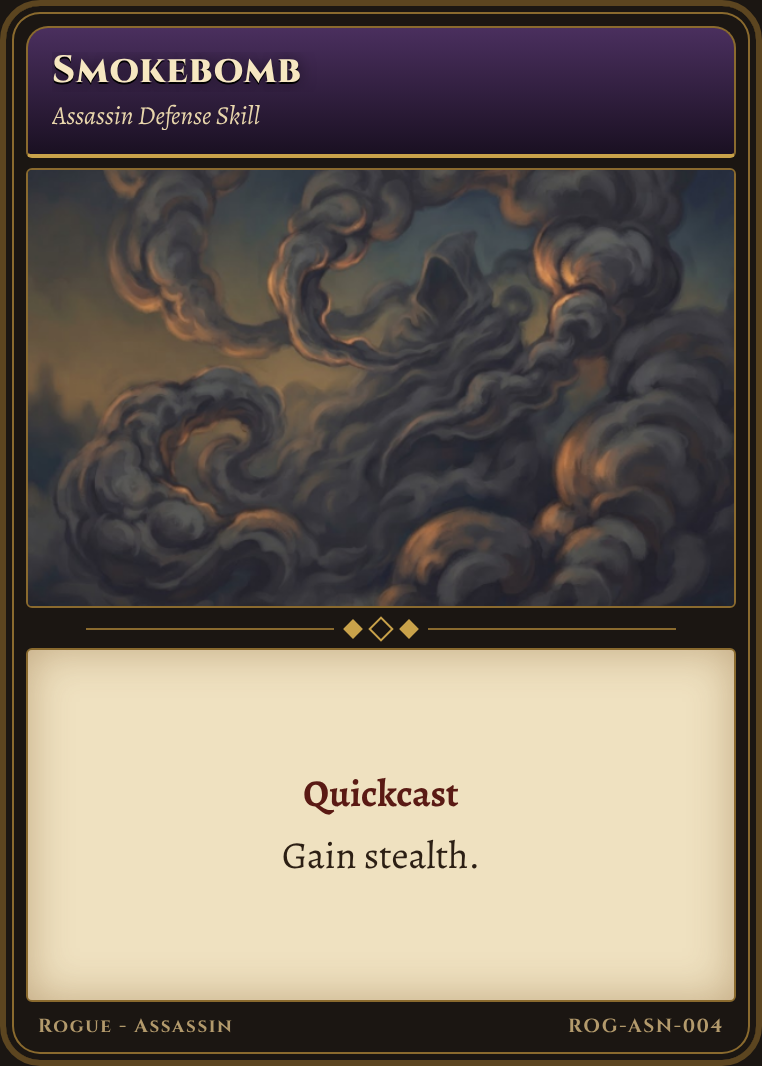 Smokebomb
Assassin Defense Skill
Quickcast
Gain stealth.
Rogue - Assassin
ROG-ASN-004